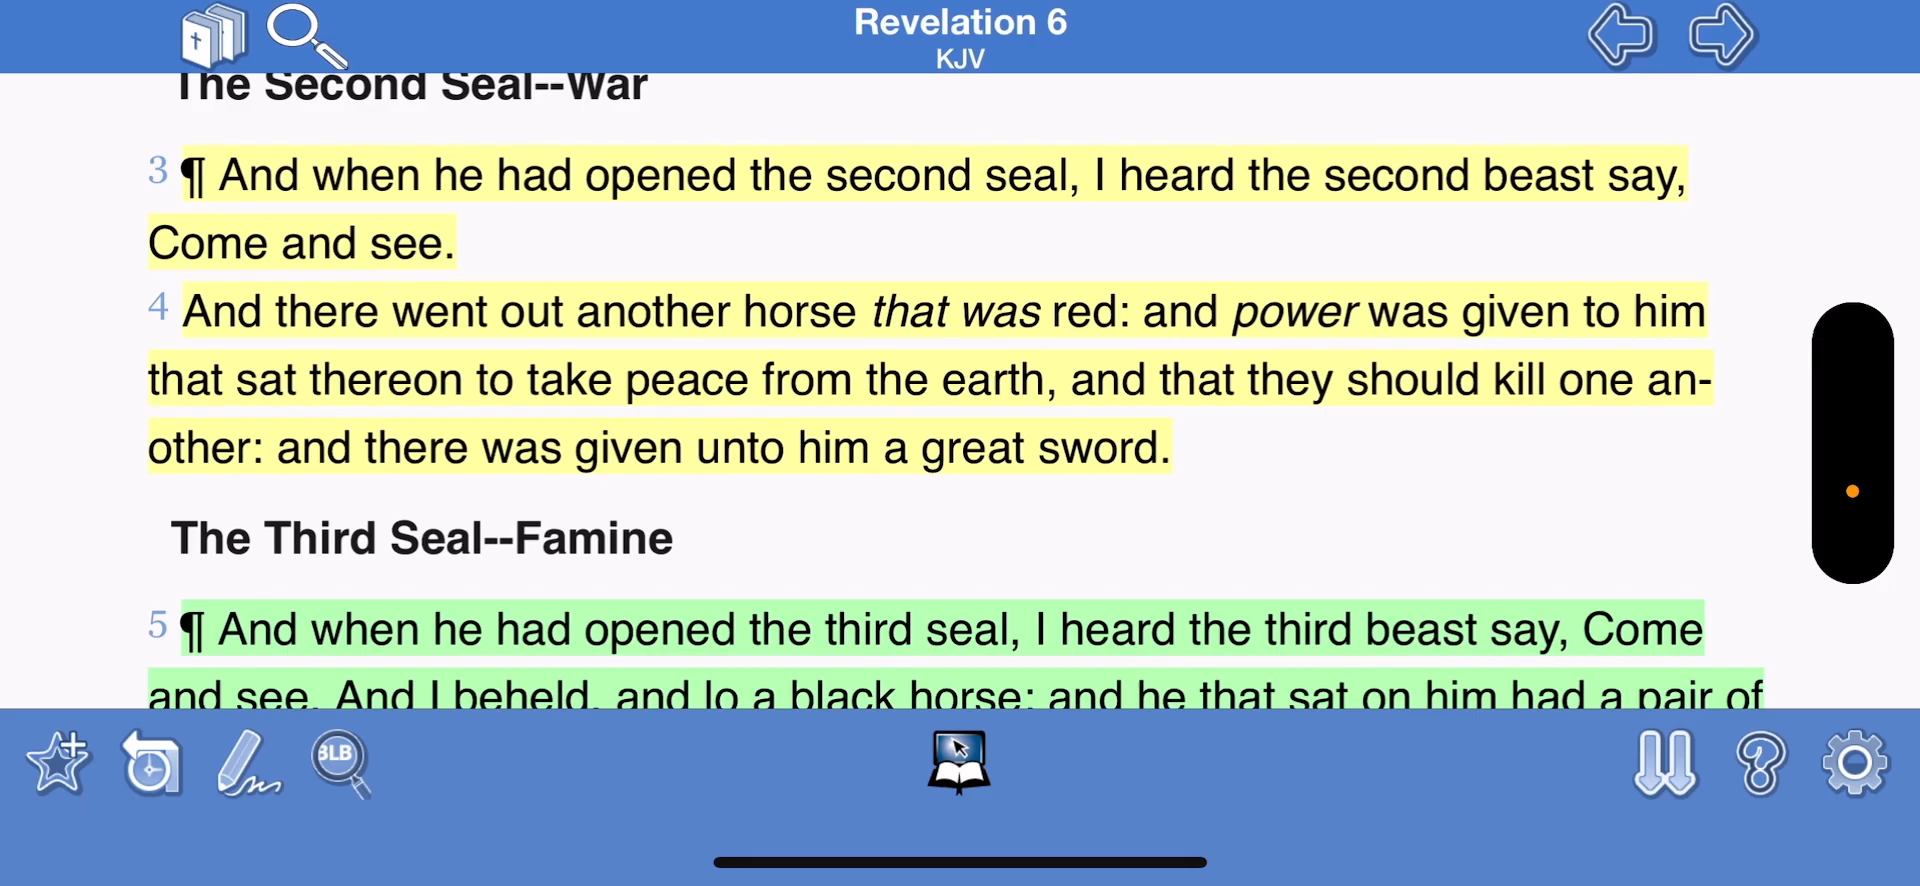 Revelation 6
KJV
The Second Seal--War
3 ¶ And when he had opened the second seal, I heard the second beast say,
Come and see.
4 And there went out another horse that was red: and power was given to him
that sat thereon to take peace from the earth, and that they should kill one an-
other: and there was given unto him a great sword.
The Third Seal--Famine
5 ¶ And when he had opened the third seal, I heard the third beast say, Come
and see. And I beheld, and lo a black horse; and he that sat on him had a pair of
BLB